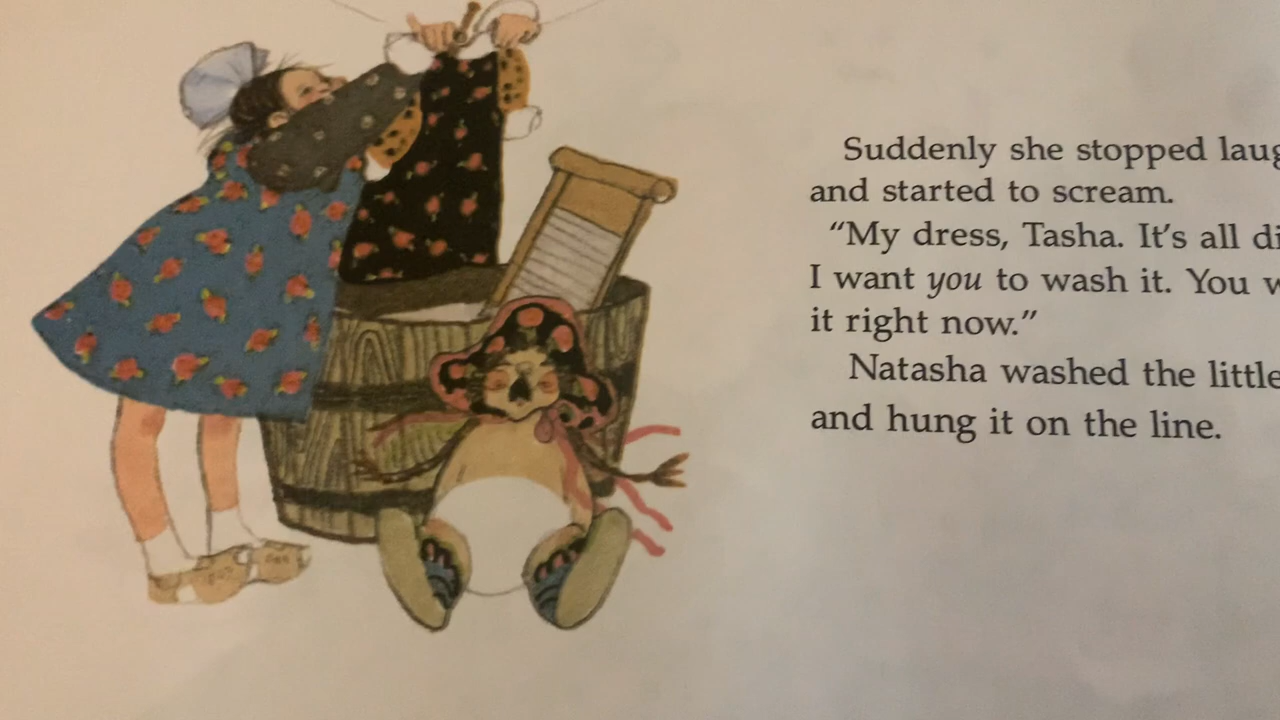 Suddenly she stopped
and started to scream.
“My dress, Tasha. It’s all
I want you to wash it. You
it right now.”
Natasha washed the little
and hung it on the line.